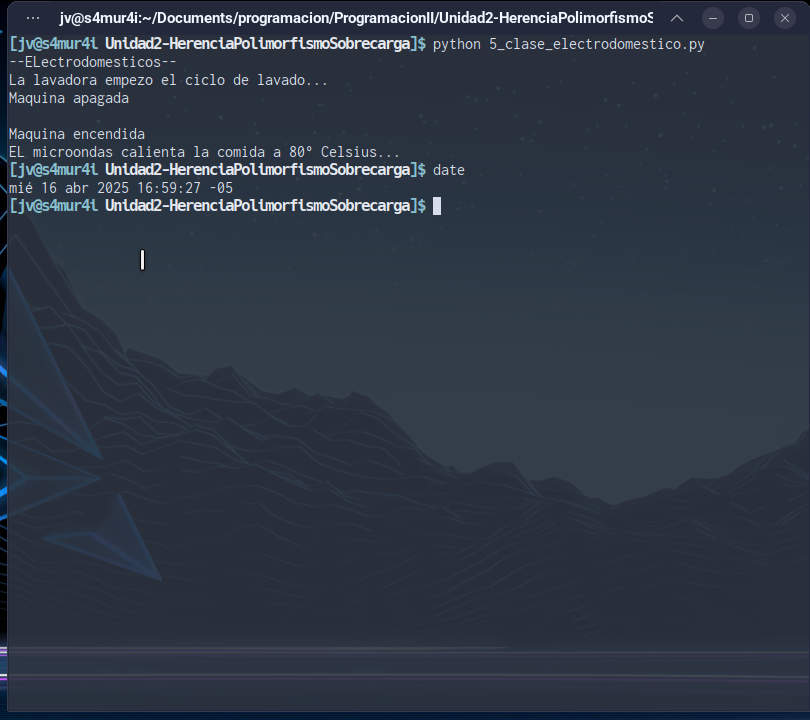 jv@s4mur4i:~/Documents/programacion/ProgramacionII/Unidad2-HerenciaPolimorfismoS
[jv@s4mur4i Unidad2-HerenciaPolimorfismoSobrecarga]$ python 5_clase_electrodomestico.py
--ELectrodomesticos--
La lavadora empezo el ciclo de lavado...
Maquina apagada
Maquina encendida
EL microondas calienta la comida a 80° Celsius...
[jv@s4mur4i Unidad2-HerenciaPolimorfismoSobrecarga]$ date
mié 16 abr 2025 16:59:27 -05
[jv@s4mur4i Unidad2-HerenciaPolimorfismoSobrecarga]$